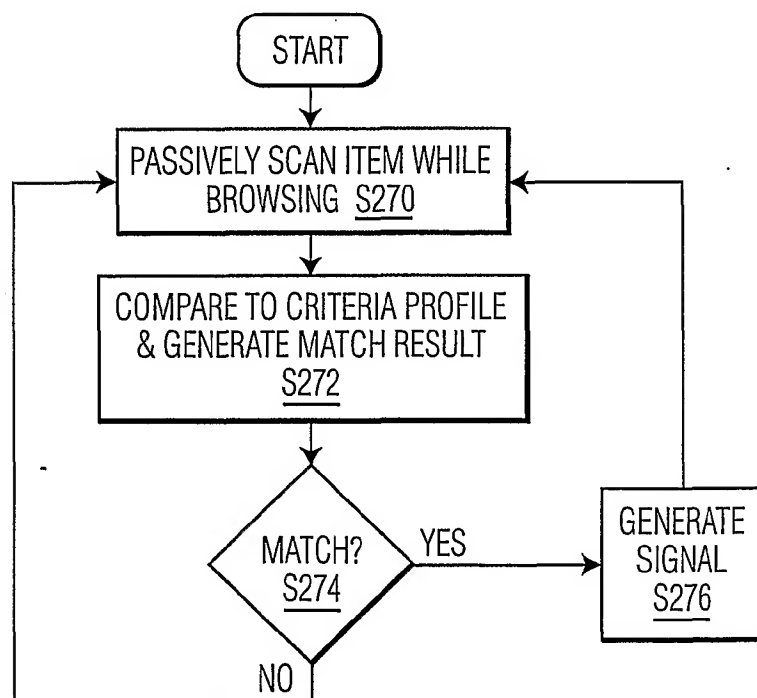 START
PASSIVELY SCAN ITEM WHILE
BROWSING S270
COMPARE TO CRITERIA PROFILE
& GENERATE MATCH RESULT
S272
MATCH?
S274
YES
GENERATE
SIGNAL
S276
NO